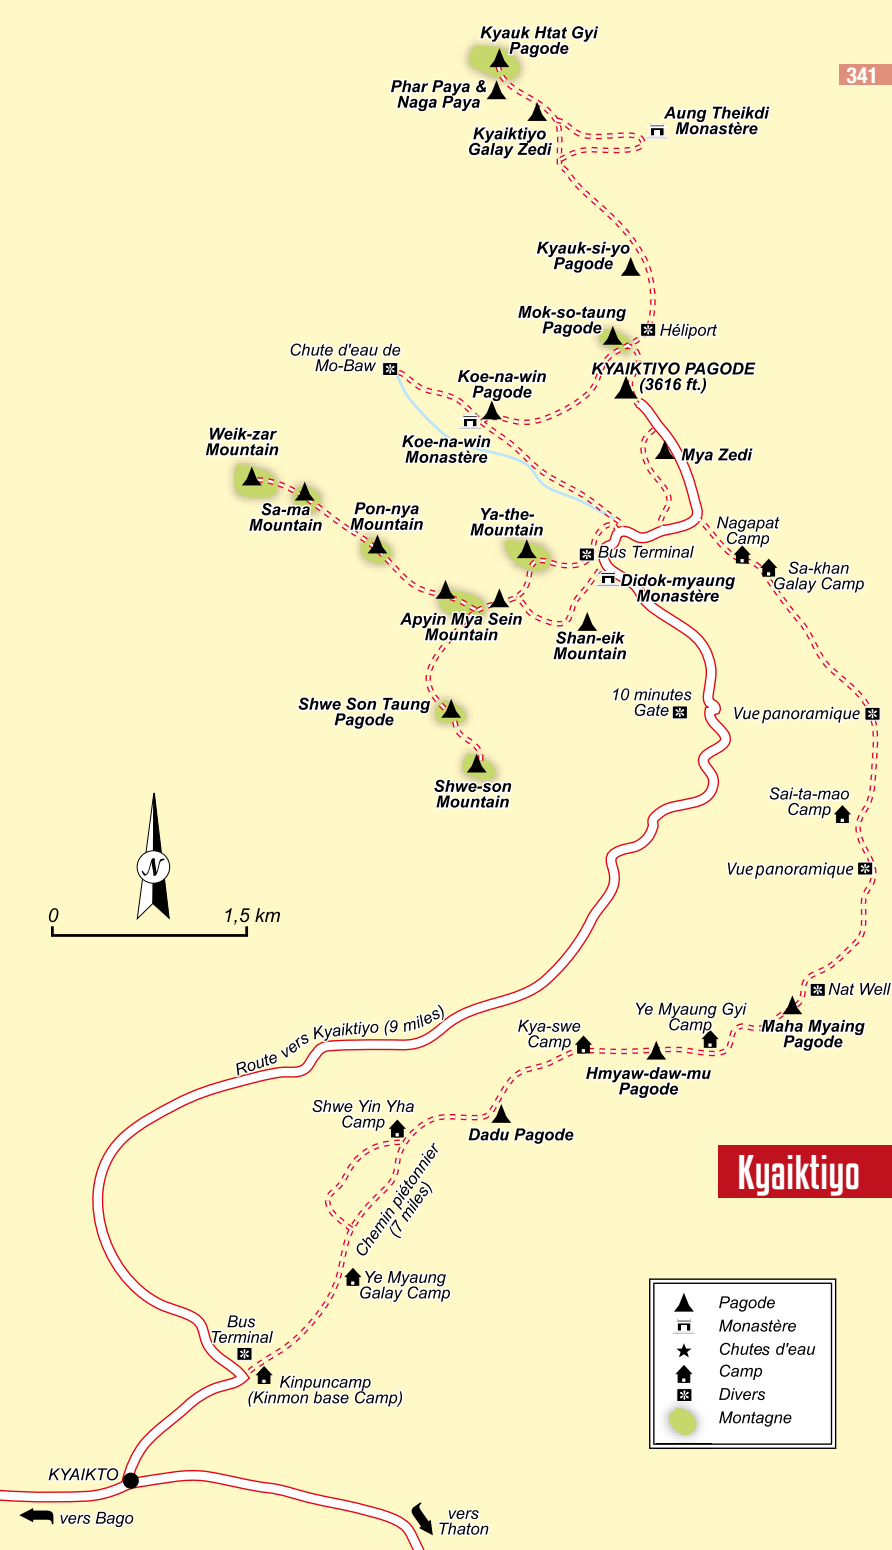 Kyauk Htat Gyi
Pagode
341
Phar Paya &
Naga Paya
Aung Theikdi
Monastère
Kyaiktiyo
Galay Zedi
Kyauk-si-yo
Pagode
Mok-so-taung
Pagode
Héliport
Chute d'eau de
Mo-Baw
KYAIKTIYO PAGODE
(3616 ft.)
Koe-na-win
Pagode
Weik-zar
Mountain
Koe-na-win
Monastère
Mya Zedi
Sa-ma
Mountain
Pon-nya
Mountain
Ya-the-
Mountain
Nagapat
Camp
Bus Terminal
Sa-khan
Galay Camp
Didok-myaung
Monastère
Apyin Mya Sein
Mountain
Shan-eik
Mountain
10 minutes
Gate
Shwe Son Taung
Pagode
Vue panoramique
Shwe-son
Mountain
Sai-ta-mao
Camp
Vue panoramique
N
0
1,5 km
Nat Well
Ye Myaung Gyi
Camp
Maha Myaing
Pagode
Route vers Kyaiktiyo (9 miles)
Kya-swe
Camp
Hmyaw-daw-mu
Pagode
Shwe Yin Yha
Camp
Dadu Pagode
Chemin piétonnier
(7 miles)
Kyaiktiyo
Ye Myaung
Galay Camp
Bus
Terminal
Kinpuncamp
(Kinmon base Camp)
Pagode
Monastère
Chutes d'eau
Camp
Divers
Montagne
KYAIKTO
vers Bago
vers
Thaton